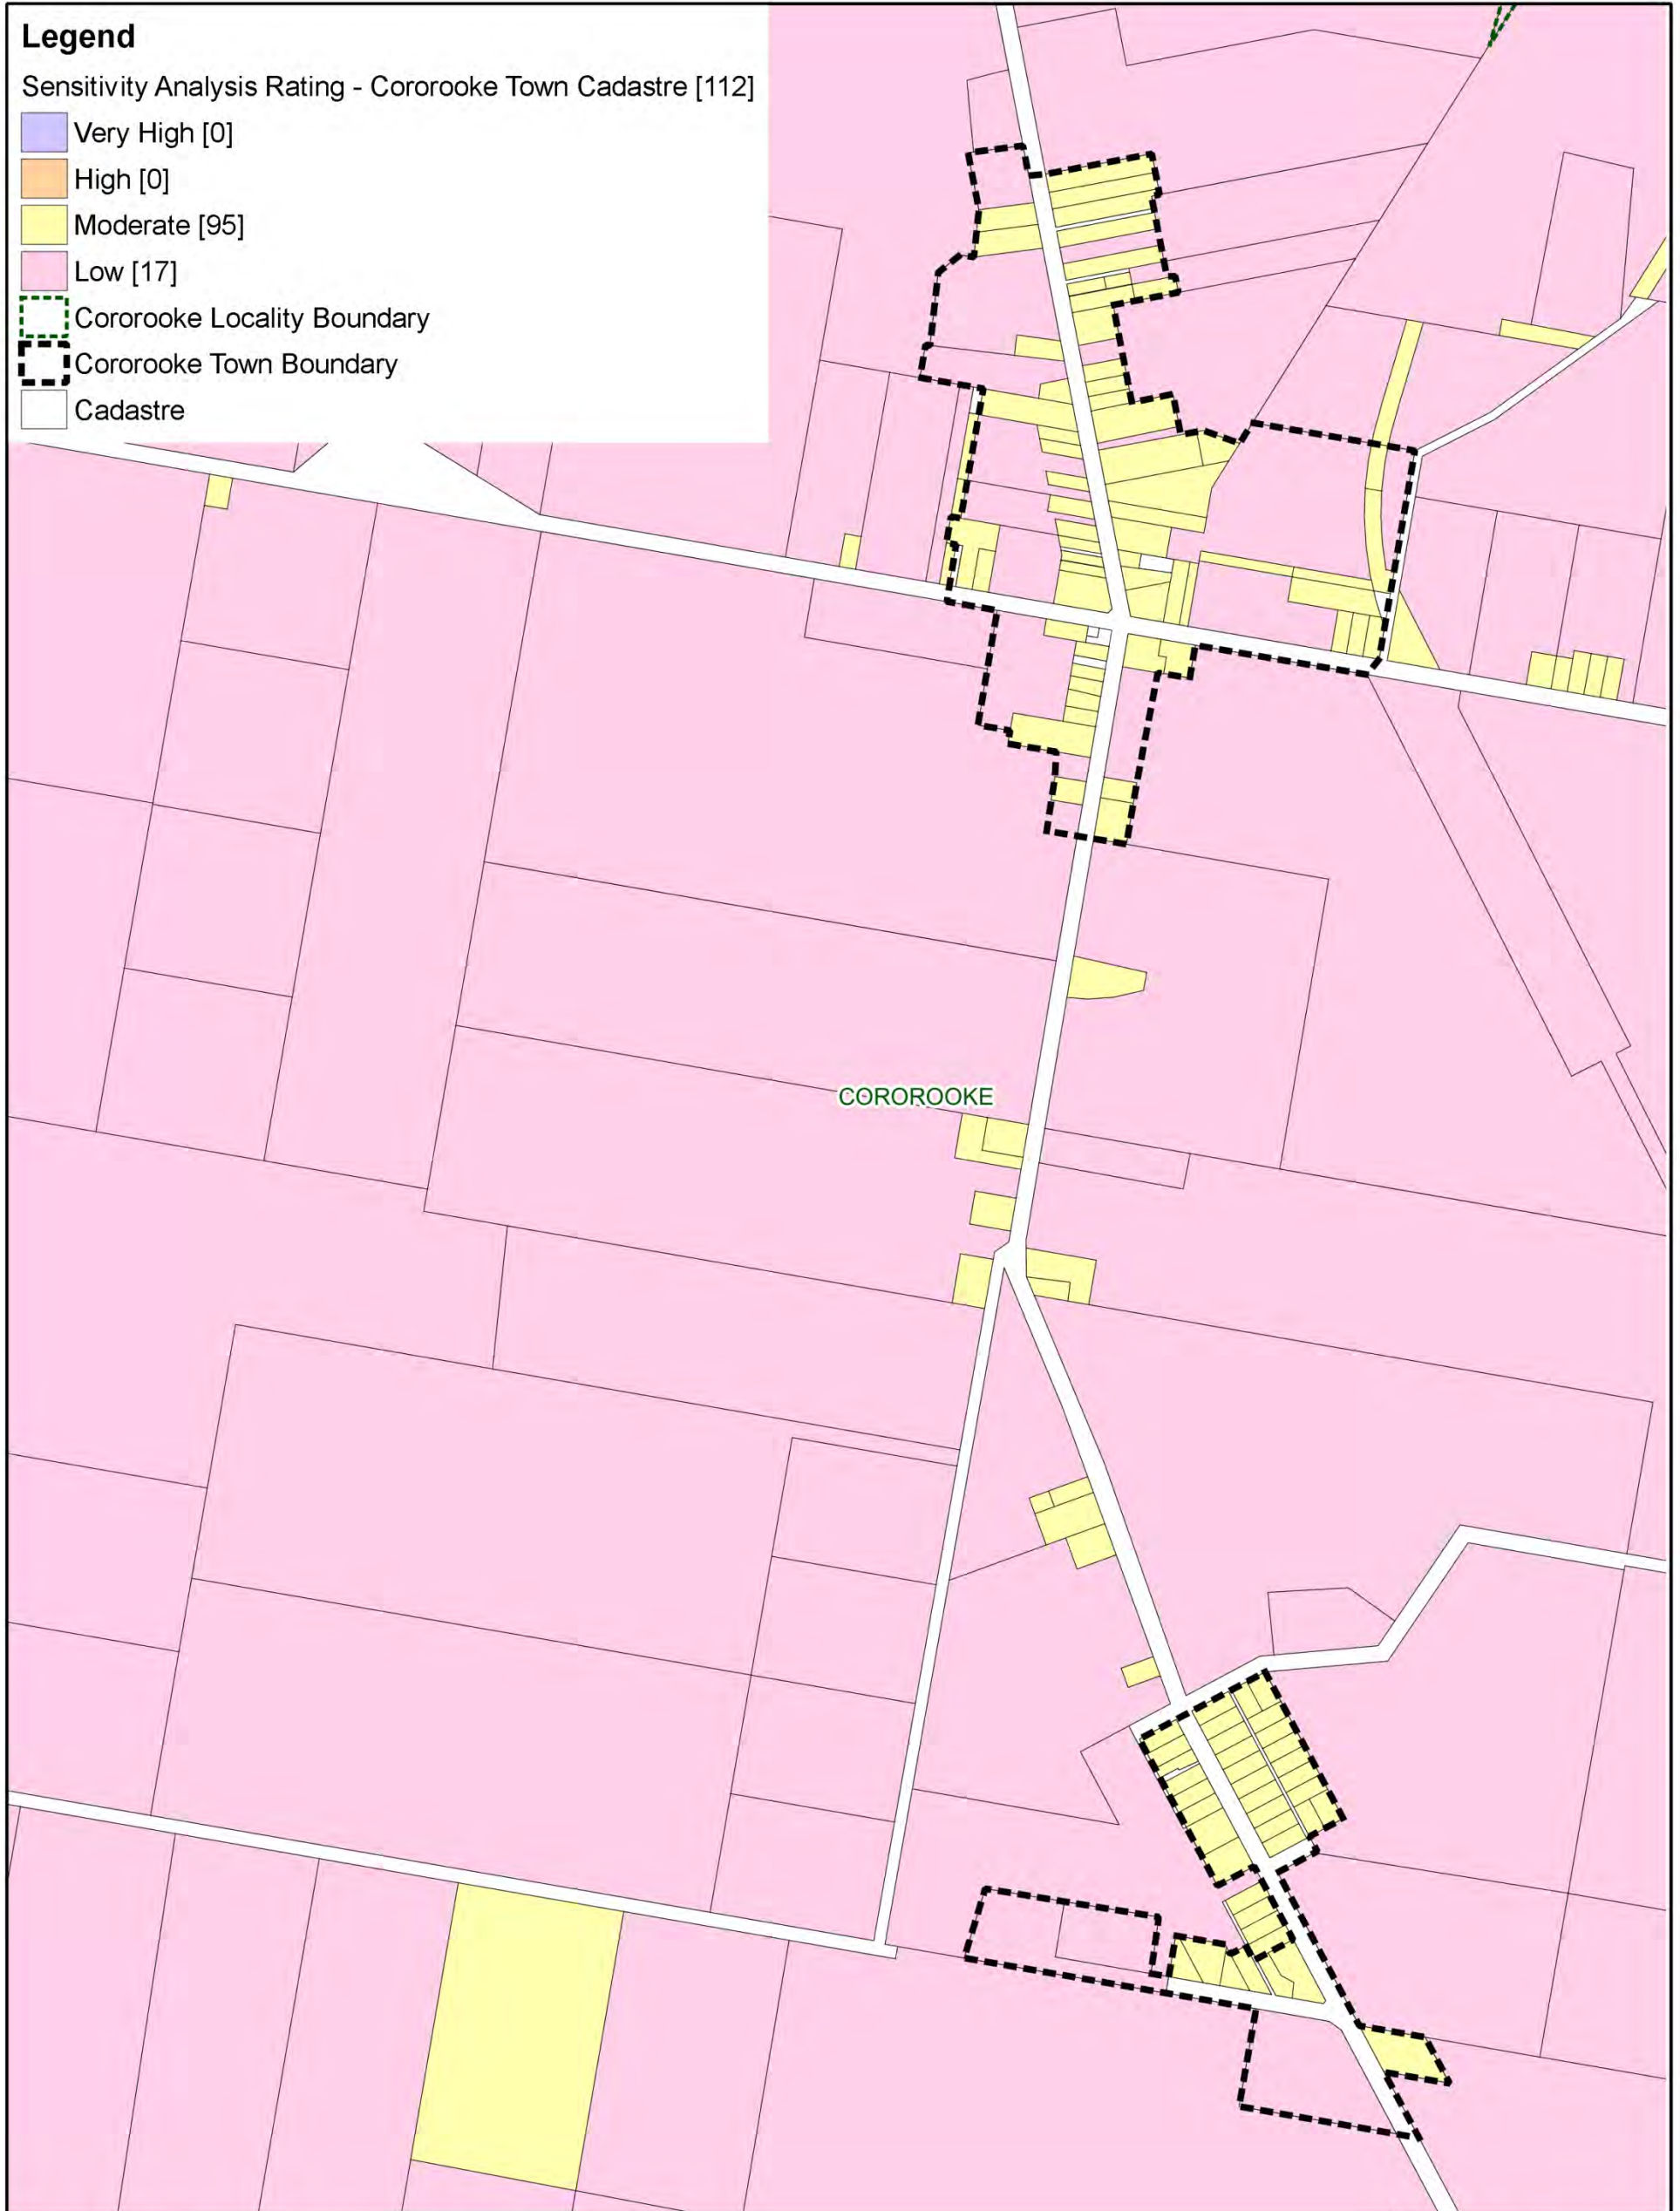 Legend
Sensitivity Analysis Rating - Cororooke Town Cadastre [112]
Very High [0]
High [0]
Moderate [95]
Low [17]
Cororooke Locality Boundary
Cororooke Town Boundary
Cadastre
COROROOKE